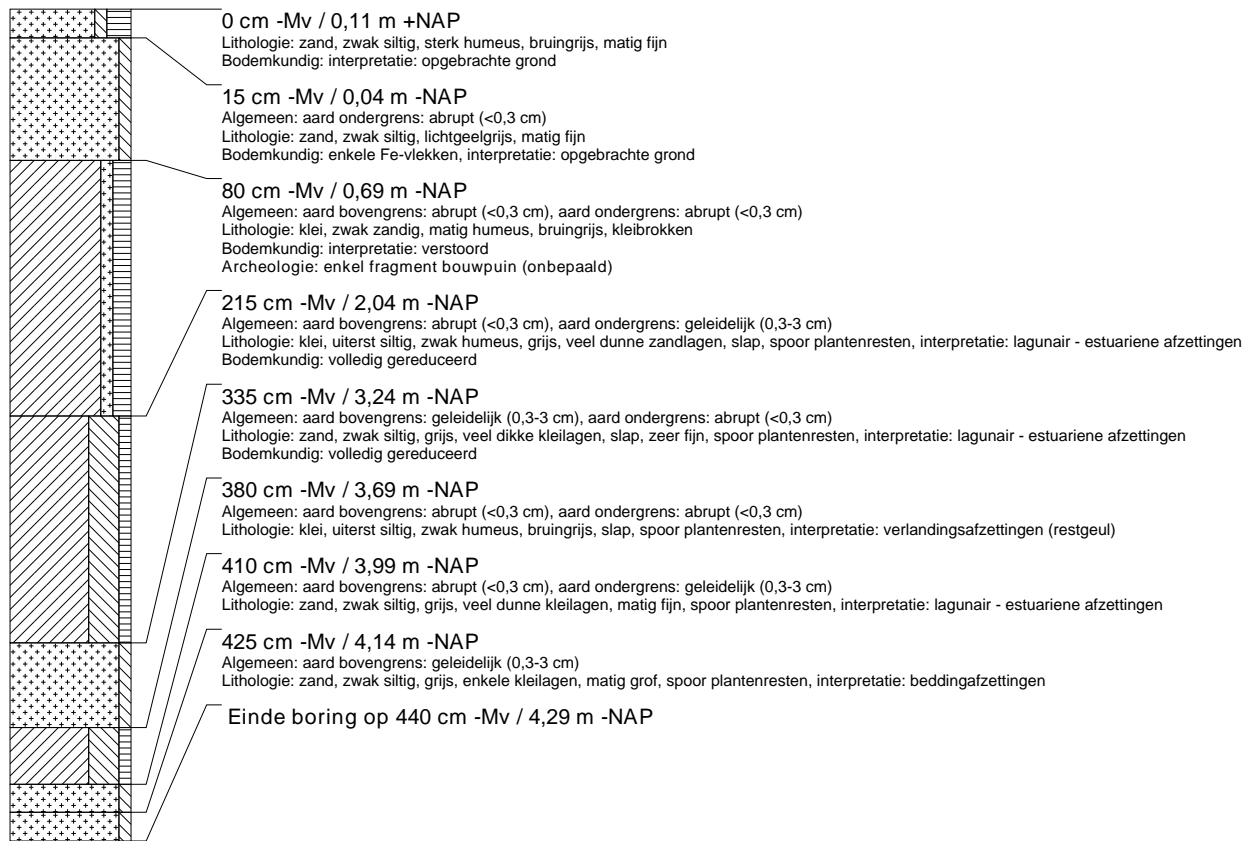 0 cm -Mv / 0,11 m +NAP
Lithologie: zand, zwak siltig, sterk humeus, bruingrijs, matig fijn
Bodemkundig: interpretatie: opgebrachte grond
15 cm -Mv / 0,04 m -NAP
Algemeen: aard ondergrens: abrupt (<0,3 cm)
Lithologie: zand, zwak siltig, lichtgeelgrijs, matig fijn
Bodemkundig: enkele Fe-vlekken, interpretatie: opgebrachte grond
80 cm -Mv / 0,69 m -NAP
Algemeen: aard bovengrens: abrupt (<0,3 cm), aard ondergrens: abrupt (<0,3 cm)
Lithologie: klei, zwak zandig, matig humeus, bruingrijs, kleibrokken
Bodemkundig: interpretatie: verstoord
Archeologie: enkel fragment bouwpuin (onbepaald)
215 cm -Mv / 2,04 m -NAP
Algemeen: aard bovengrens: abrupt (<0,3 cm), aard ondergrens: geleidelijk (0,3-3 cm)
Lithologie: klei, uiterst siltig, zwak humeus, grijs, veel dunne zandlagen, slap, spoor plantenresten, interpretatie: lagunair - estuariene afzettingen
Bodemkundig: volledig gereduceerd
335 cm -Mv / 3,24 m -NAP
Algemeen: aard bovengrens: geleidelijk (0,3-3 cm), aard ondergrens: abrupt (<0,3 cm)
Lithologie: zand, zwak siltig, grijs, veel dikke kleilagen, slap, zeer fijn, spoor plantenresten, interpretatie: lagunair - estuariene afzettingen
Bodemkundig: volledig gereduceerd
380 cm -Mv / 3,69 m -NAP
Algemeen: aard bovengrens: abrupt (<0,3 cm), aard ondergrens: abrupt (<0,3 cm)
Lithologie: klei, uiterst siltig, zwak humeus, bruingrijs, slap, spoor plantenresten, interpretatie: verlandingsafzettingen (restgeul)
410 cm -Mv / 3,99 m -NAP
Algemeen: aard bovengrens: abrupt (<0,3 cm), aard ondergrens: geleidelijk (0,3-3 cm)
Lithologie: zand, zwak siltig, grijs, veel dunne kleilagen, matig fijn, spoor plantenresten, interpretatie: lagunair - estuariene afzettingen
425 cm -Mv / 4,14 m -NAP
Algemeen: aard bovengrens: geleidelijk (0,3-3 cm)
Lithologie: zand, zwak siltig, grijs, enkele kleilagen, matig grof, spoor plantenresten, interpretatie: beddingafzettingen
Einde boring op 440 cm -Mv / 4,29 m -NAP